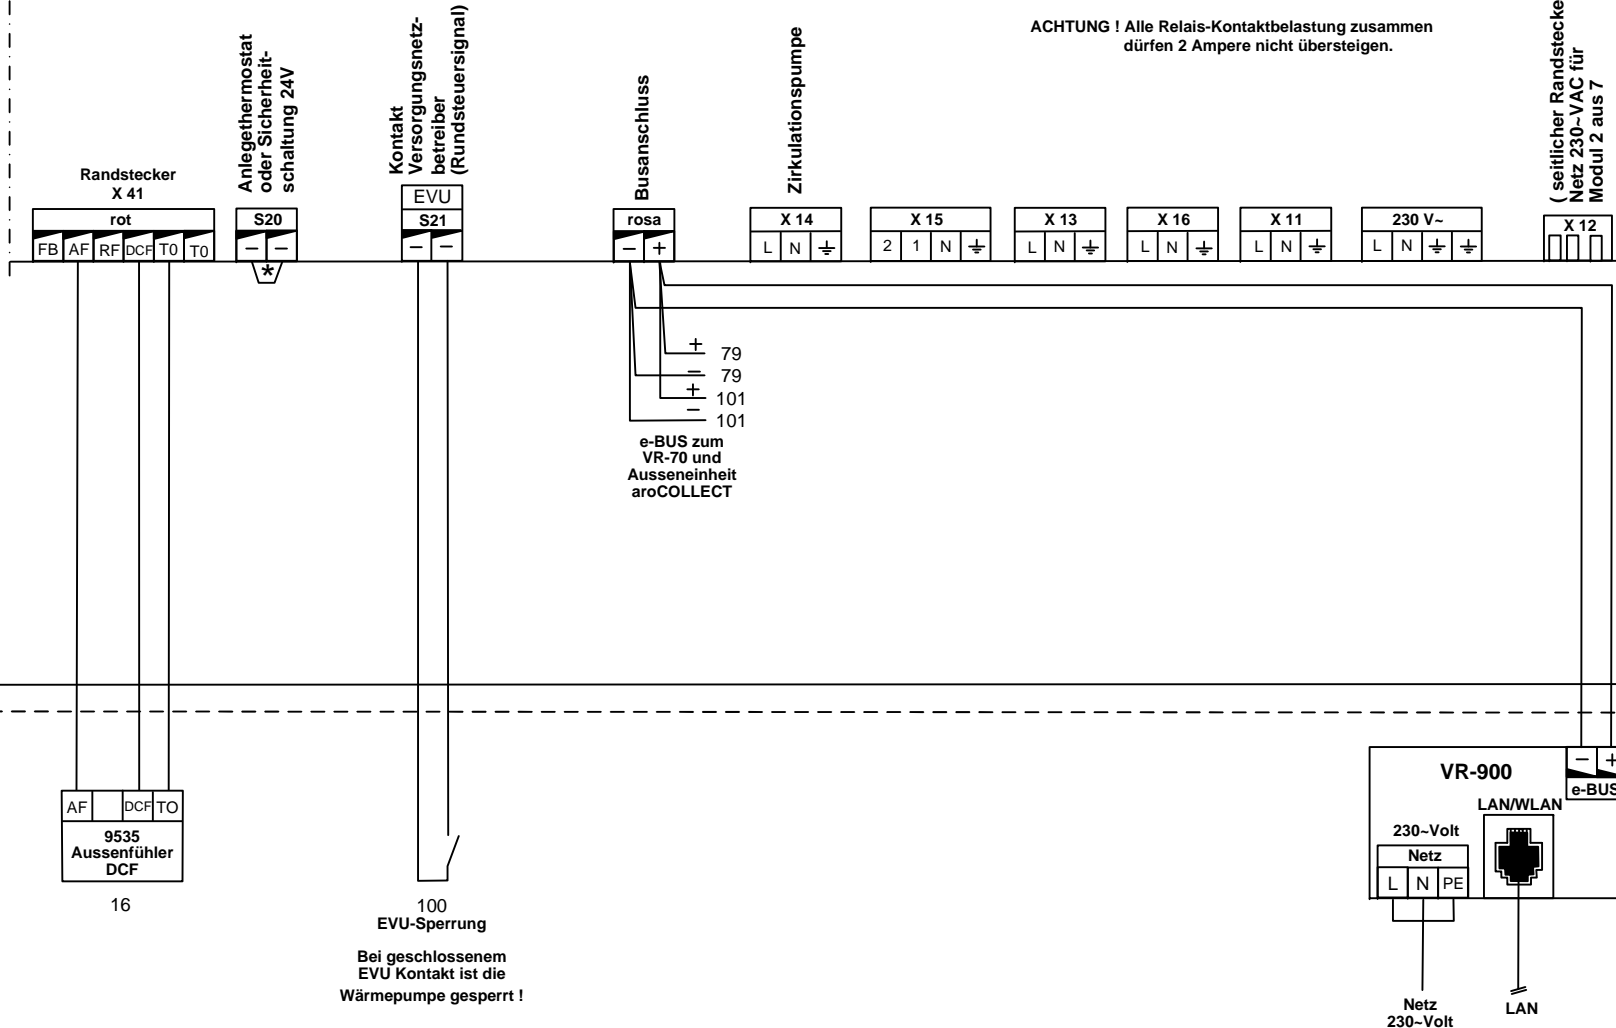 ACHTUNG ! Alle Relais-Kontaktbelastung zusammen
dürfen 2 Ampere nicht übersteigen.
Randstecker
X 41
rot
FB AF RF DCF T0 T0
Anlegethermostat
oder Sicherheit-
schaltung 24V
S20
– –
*
Kontakt
Versorgungsnetz-
betreiber
(Rundsteuersignal)
EVU
S21
– –
Busanschluss
rosa
– +
Zirkulationspumpe
X 14
L N
X 15
2 1 N
X 13
L N
X 16
L N
X 11
L N
230 V~
L N
( seitlicher Randstecke
Netz 230~VAC für
Modul 2 aus 7
X 12
+ 79
– 79
+ 101
– 101
e-BUS zum
VR-70 und
Ausseneinheit
aroCOLLECT
AF DCF TO
9535
Aussenfühler
DCF
16
100
EVU-Sperrung
Bei geschlossenem
EVU Kontakt ist die
Wärmepumpe gesperrt !
VR-900
– +
e-BUS
LAN/WLAN
230~Volt
Netz
L N PE
Netz
230~Volt
LAN